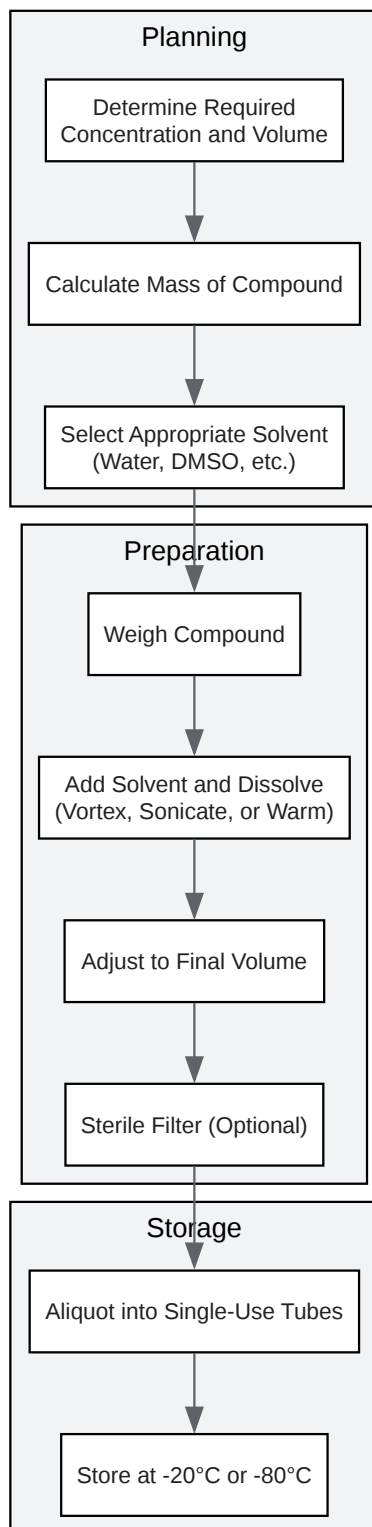 Planning
Determine Required
Concentration and Volume
Calculate Mass of Compound
Select Appropriate Solvent
(Water, DMSO, etc.)
Preparation
Weigh Compound
Add Solvent and Dissolve
(Vortex, Sonicate, or Warm)
Adjust to Final Volume
Sterile Filter (Optional)
Storage
Aliquot into Single-Use Tubes
Store at -20°C or -80°C